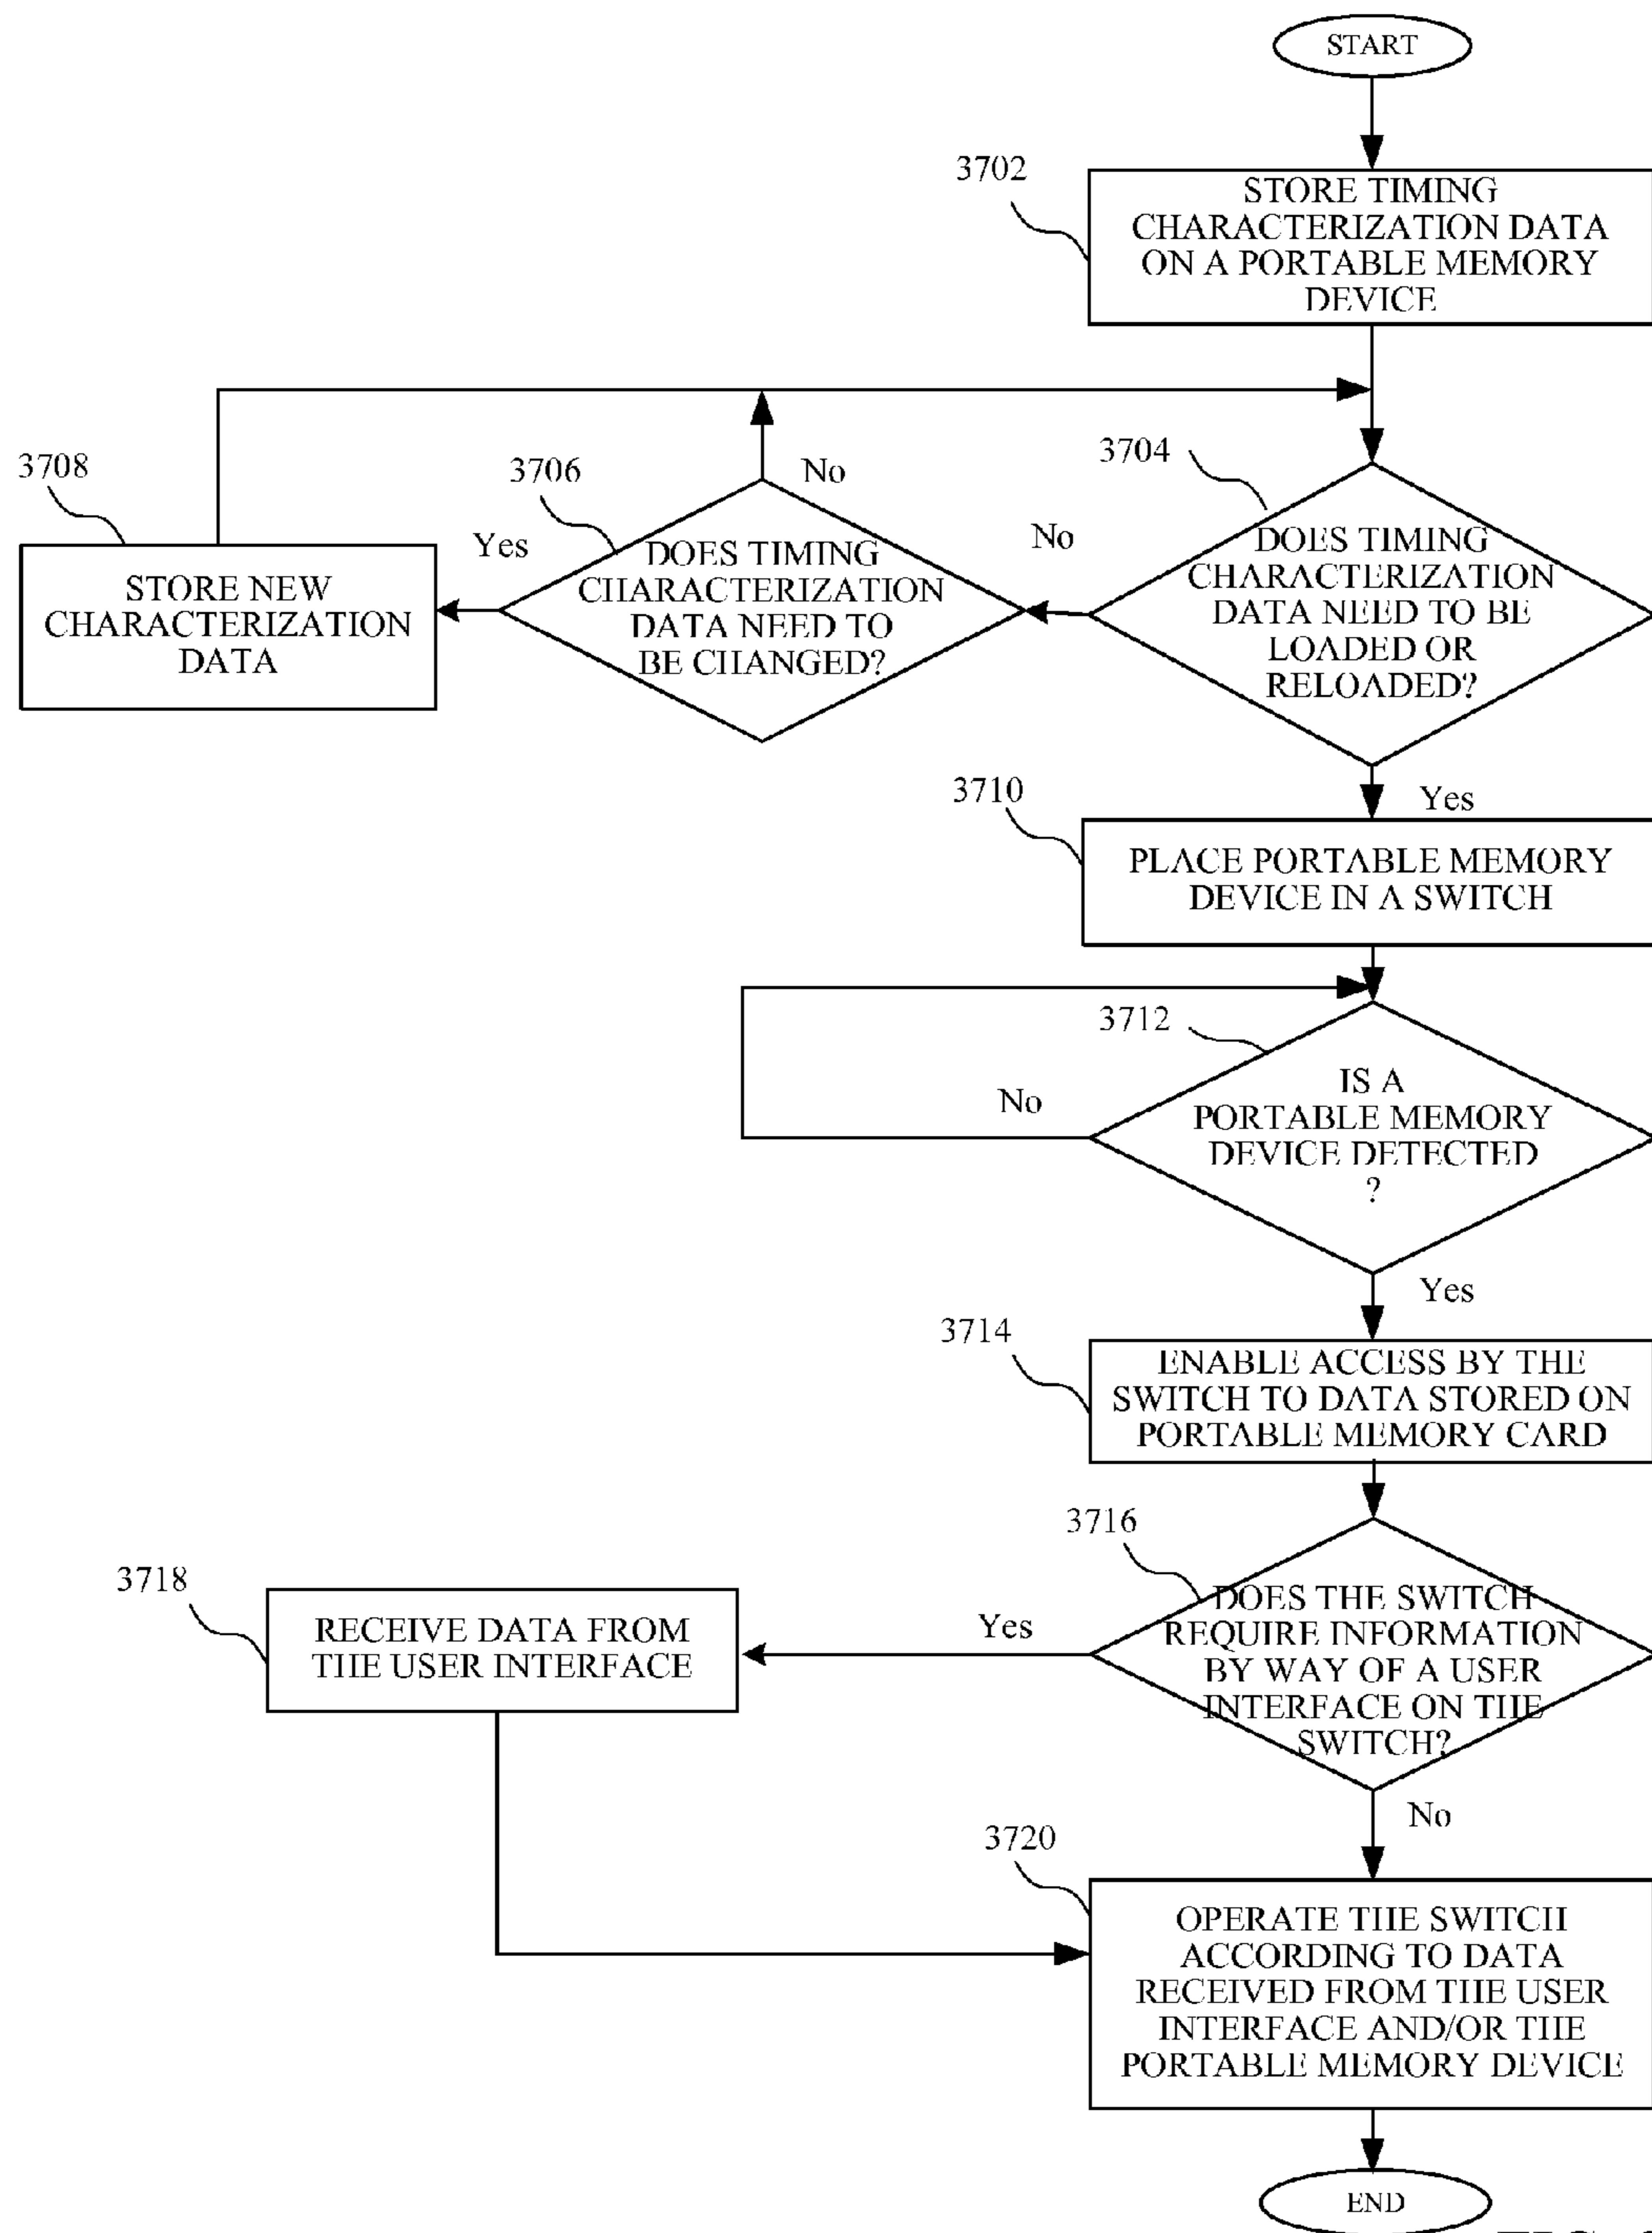 START
3702
STORE TIMING
CHARACTERIZATION DATA
ON A PORTABLE MEMORY
DEVICE
3708
3706
No
3704
Yes
No
STORE NEW
CHARACTERIZATION
DATA
DOES TIMING
CHARACTERIZATION
DATA NEED TO
BE CHANGED?
DOES TIMING
CHARACTERIZATION
DATA NEED TO BE
LOADED OR
RELOADED?
3710
Yes
PLACE PORTABLE MEMORY
DEVICE IN A SWITCH
3712
No
IS A
PORTABLE MEMORY
DEVICE DETECTED
?
Yes
3714
ENABLE ACCESS BY THE
SWITCH TO DATA STORED ON
PORTABLE MEMORY CARD
3716
3718
Yes
RECEIVE DATA FROM
THE USER INTERFACE
DOES THE SWITCH
REQUIRE INFORMATION
BY WAY OF A USER
INTERFACE ON THE
SWITCH?
No
3720
OPERATE THE SWITCH
ACCORDING TO DATA
RECEIVED FROM THE USER
INTERFACE AND/OR THE
PORTABLE MEMORY DEVICE
END